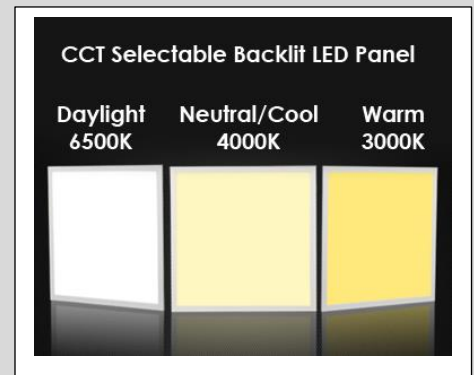 CCT Selectable Backlit LED Panel
Daylight Neutral/Cool Warm
6500K 4000K 3000K